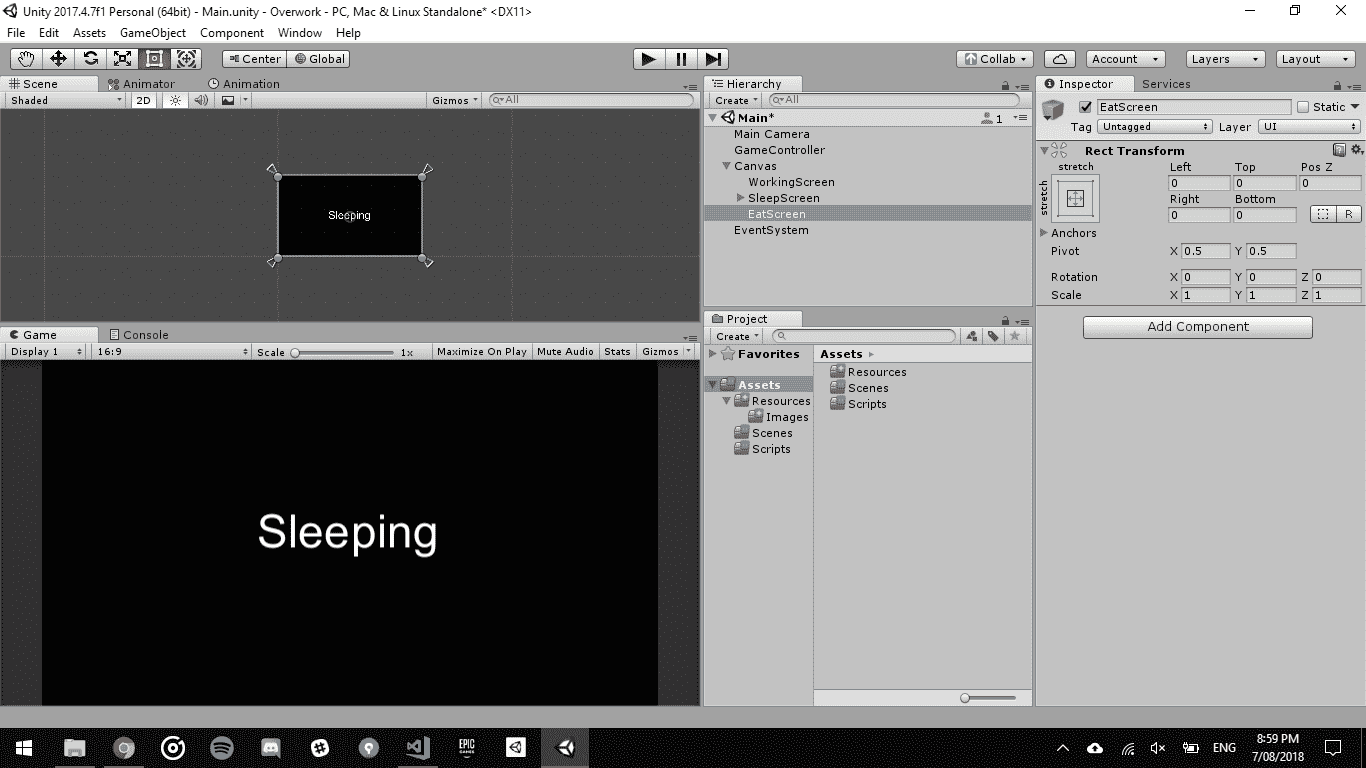 Unity 2017.4.7f1 Personal (64bit) - Main.unity - Overwork - PC, Mac & Linux Standalone* <DX11>
File Edit Assets GameObject Component Window Help
Center Global Collab Account Layers Layout
Scene Animator Animation
Shaded 2D Gizmos All
Sleeping
Game Console
Display 1 16:9 Scale 1x Maximize On Play Mute Audio Stats Gizmos
Sleeping
Hierarchy
Create All
Main* 1
Main Camera
GameController
Canvas
WorkingScreen
SleepScreen
EatScreen
EventSystem
Project
Create
Favorites
Assets
Resources
Images
Scenes
Scripts
Assets
Resources
Scenes
Scripts
Inspector Services
EatScreen Static
Tag Untagged Layer UI
Rect Transform
stretch
stretch
Left Top Pos Z
0 0 0
Right Bottom
0 0 R
Anchors
Pivot X 0.5 Y 0.5
Rotation X 0 Y 0 Z 0
Scale X 1 Y 1 Z 1
Add Component
EPIC
GAMES
ENG
8:59 PM
7/08/2018